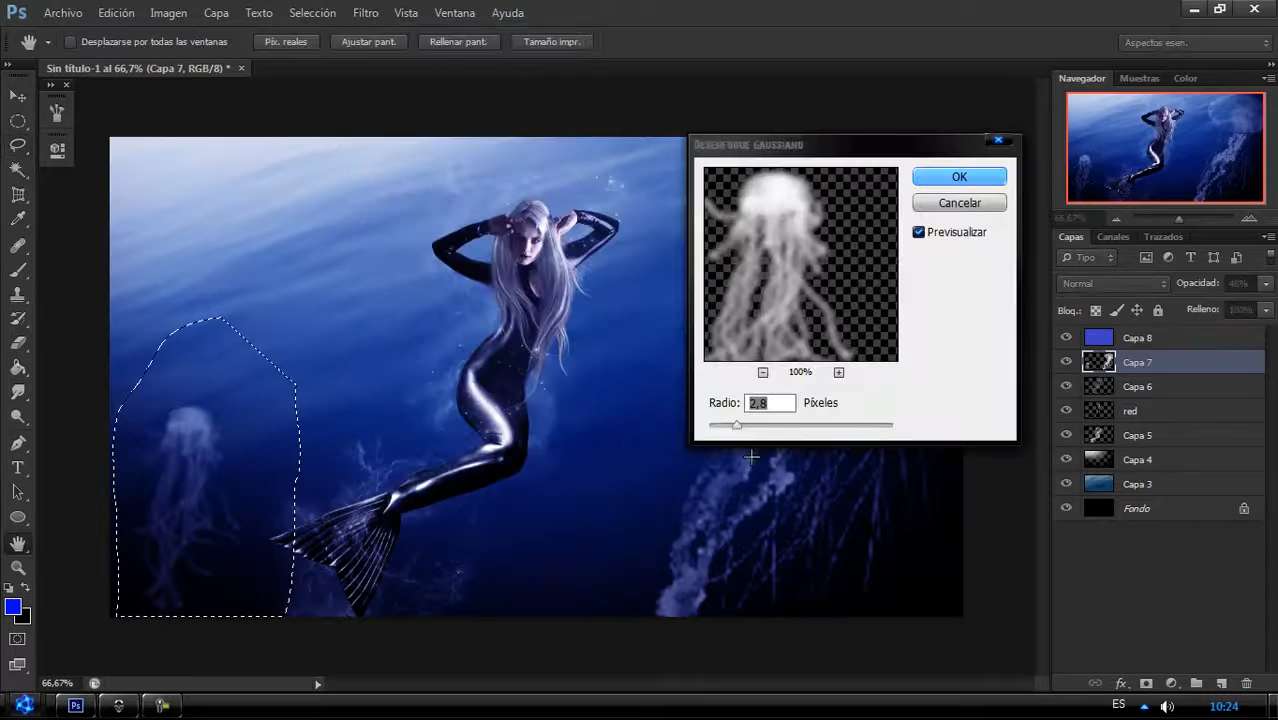 Ps Archivo Edición Imagen Capa Texto Selección Filtro Vista Ventana Ayuda
Desplazarse por todas las ventanas Píx. reales Ajustar pant. Rellenar pant. Tamaño impr. Aspectos esen.
Sin título-1 al 66,7% (Capa 7, RGB/8) *
Navegador Muestras Color
DESENFOQUE GAUSSIANO
OK
Cancelar
Previsualizar
100%
Radio: 2,8 Píxeles
66,67%
Capas Canales Trazados
Tipo
Normal Opacidad: 48%
Bloq.: Relleno: 100%
Capa 8
Capa 7
Capa 6
red
Capa 5
Capa 4
Capa 3
Fondo
T
66,67%
Ps ES 10:24